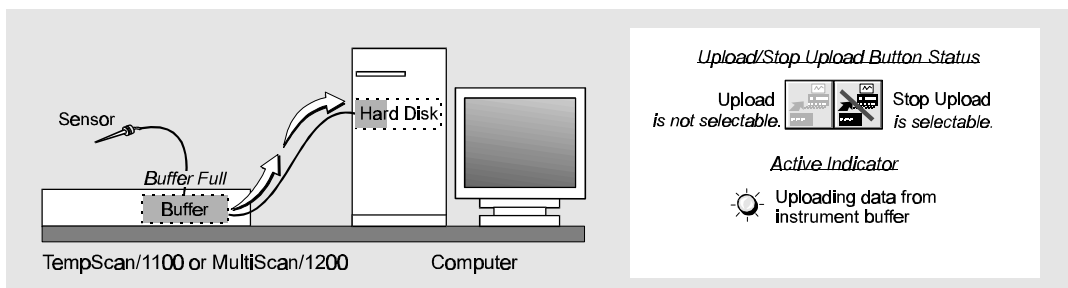 Sensor
Buffer Full
Buffer
Hard Disk
TempScan/1100 or MultiScan/1200
Computer
Upload/Stop Upload Button Status
Upload
is not selectable.
Stop Upload
is selectable.
Active Indicator
Uploading data from
instrument buffer